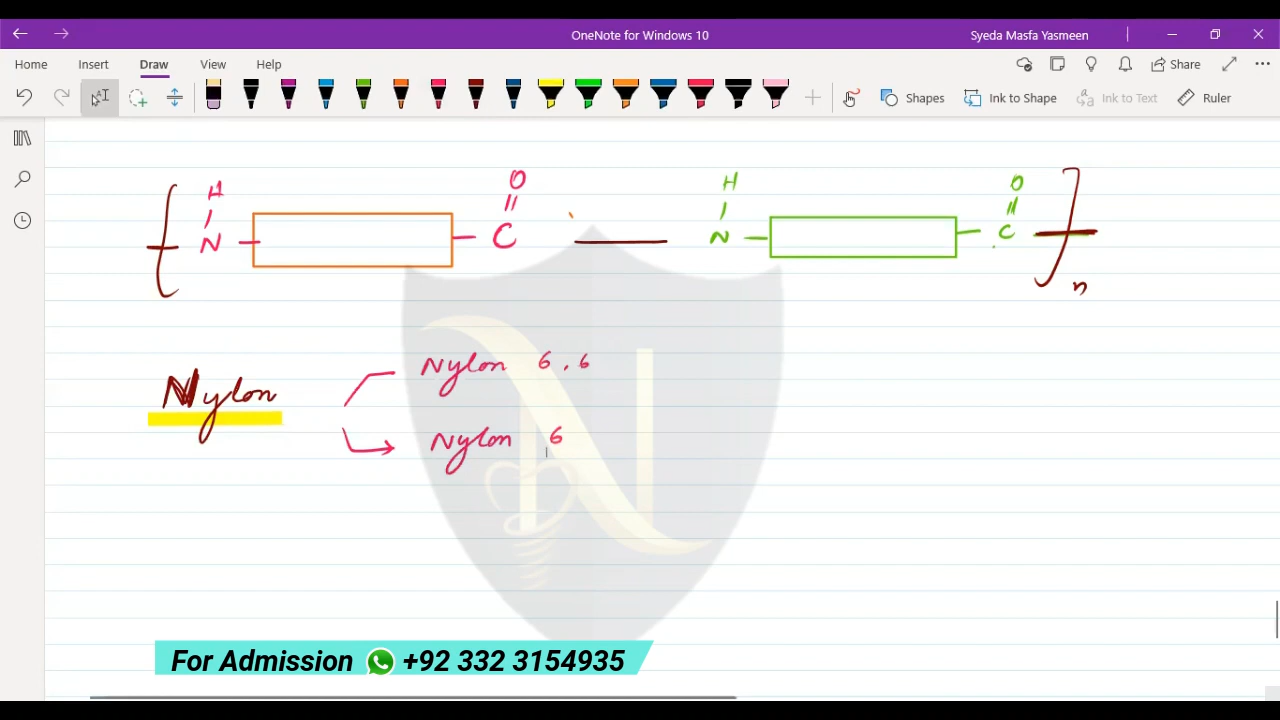 OneNote for Windows 10 Syeda Masfa Yasmeen
Home Insert Draw View Help Share
Shapes Ink to Shape Ink to Text Ruler
H O H O
N C N C
n
Nylon 6,6
Nylon
Nylon 6
For Admission +92 332 3154935